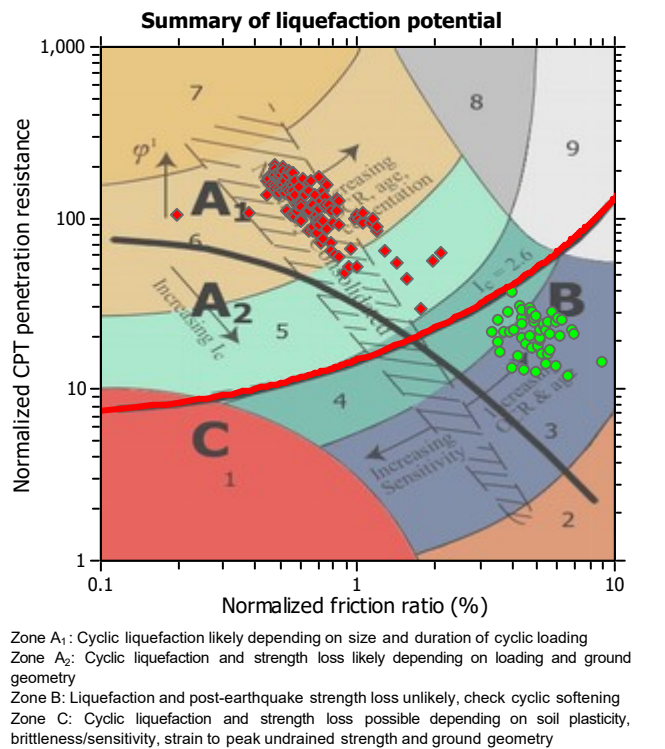 Summary of liquefaction potential
1,000
7
8
9
φ'
Increasing
OCR, age,
cementation
A1
100
6
Consolidated
Ic = 2.6
A2
B
Increasing Ic
5
10
4
Increasing
OCR & age
3
C
Increasing
Sensitivity
1
2
1
0.1
1
10
Normalized CPT penetration resistance
Normalized friction ratio (%)
Zone A1: Cyclic liquefaction likely depending on size and duration of cyclic loading
Zone A2: Cyclic liquefaction and strength loss likely depending on loading and ground
geometry
Zone B: Liquefaction and post-earthquake strength loss unlikely, check cyclic softening
Zone C: Cyclic liquefaction and strength loss possible depending on soil plasticity,
brittleness/sensitivity, strain to peak undrained strength and ground geometry